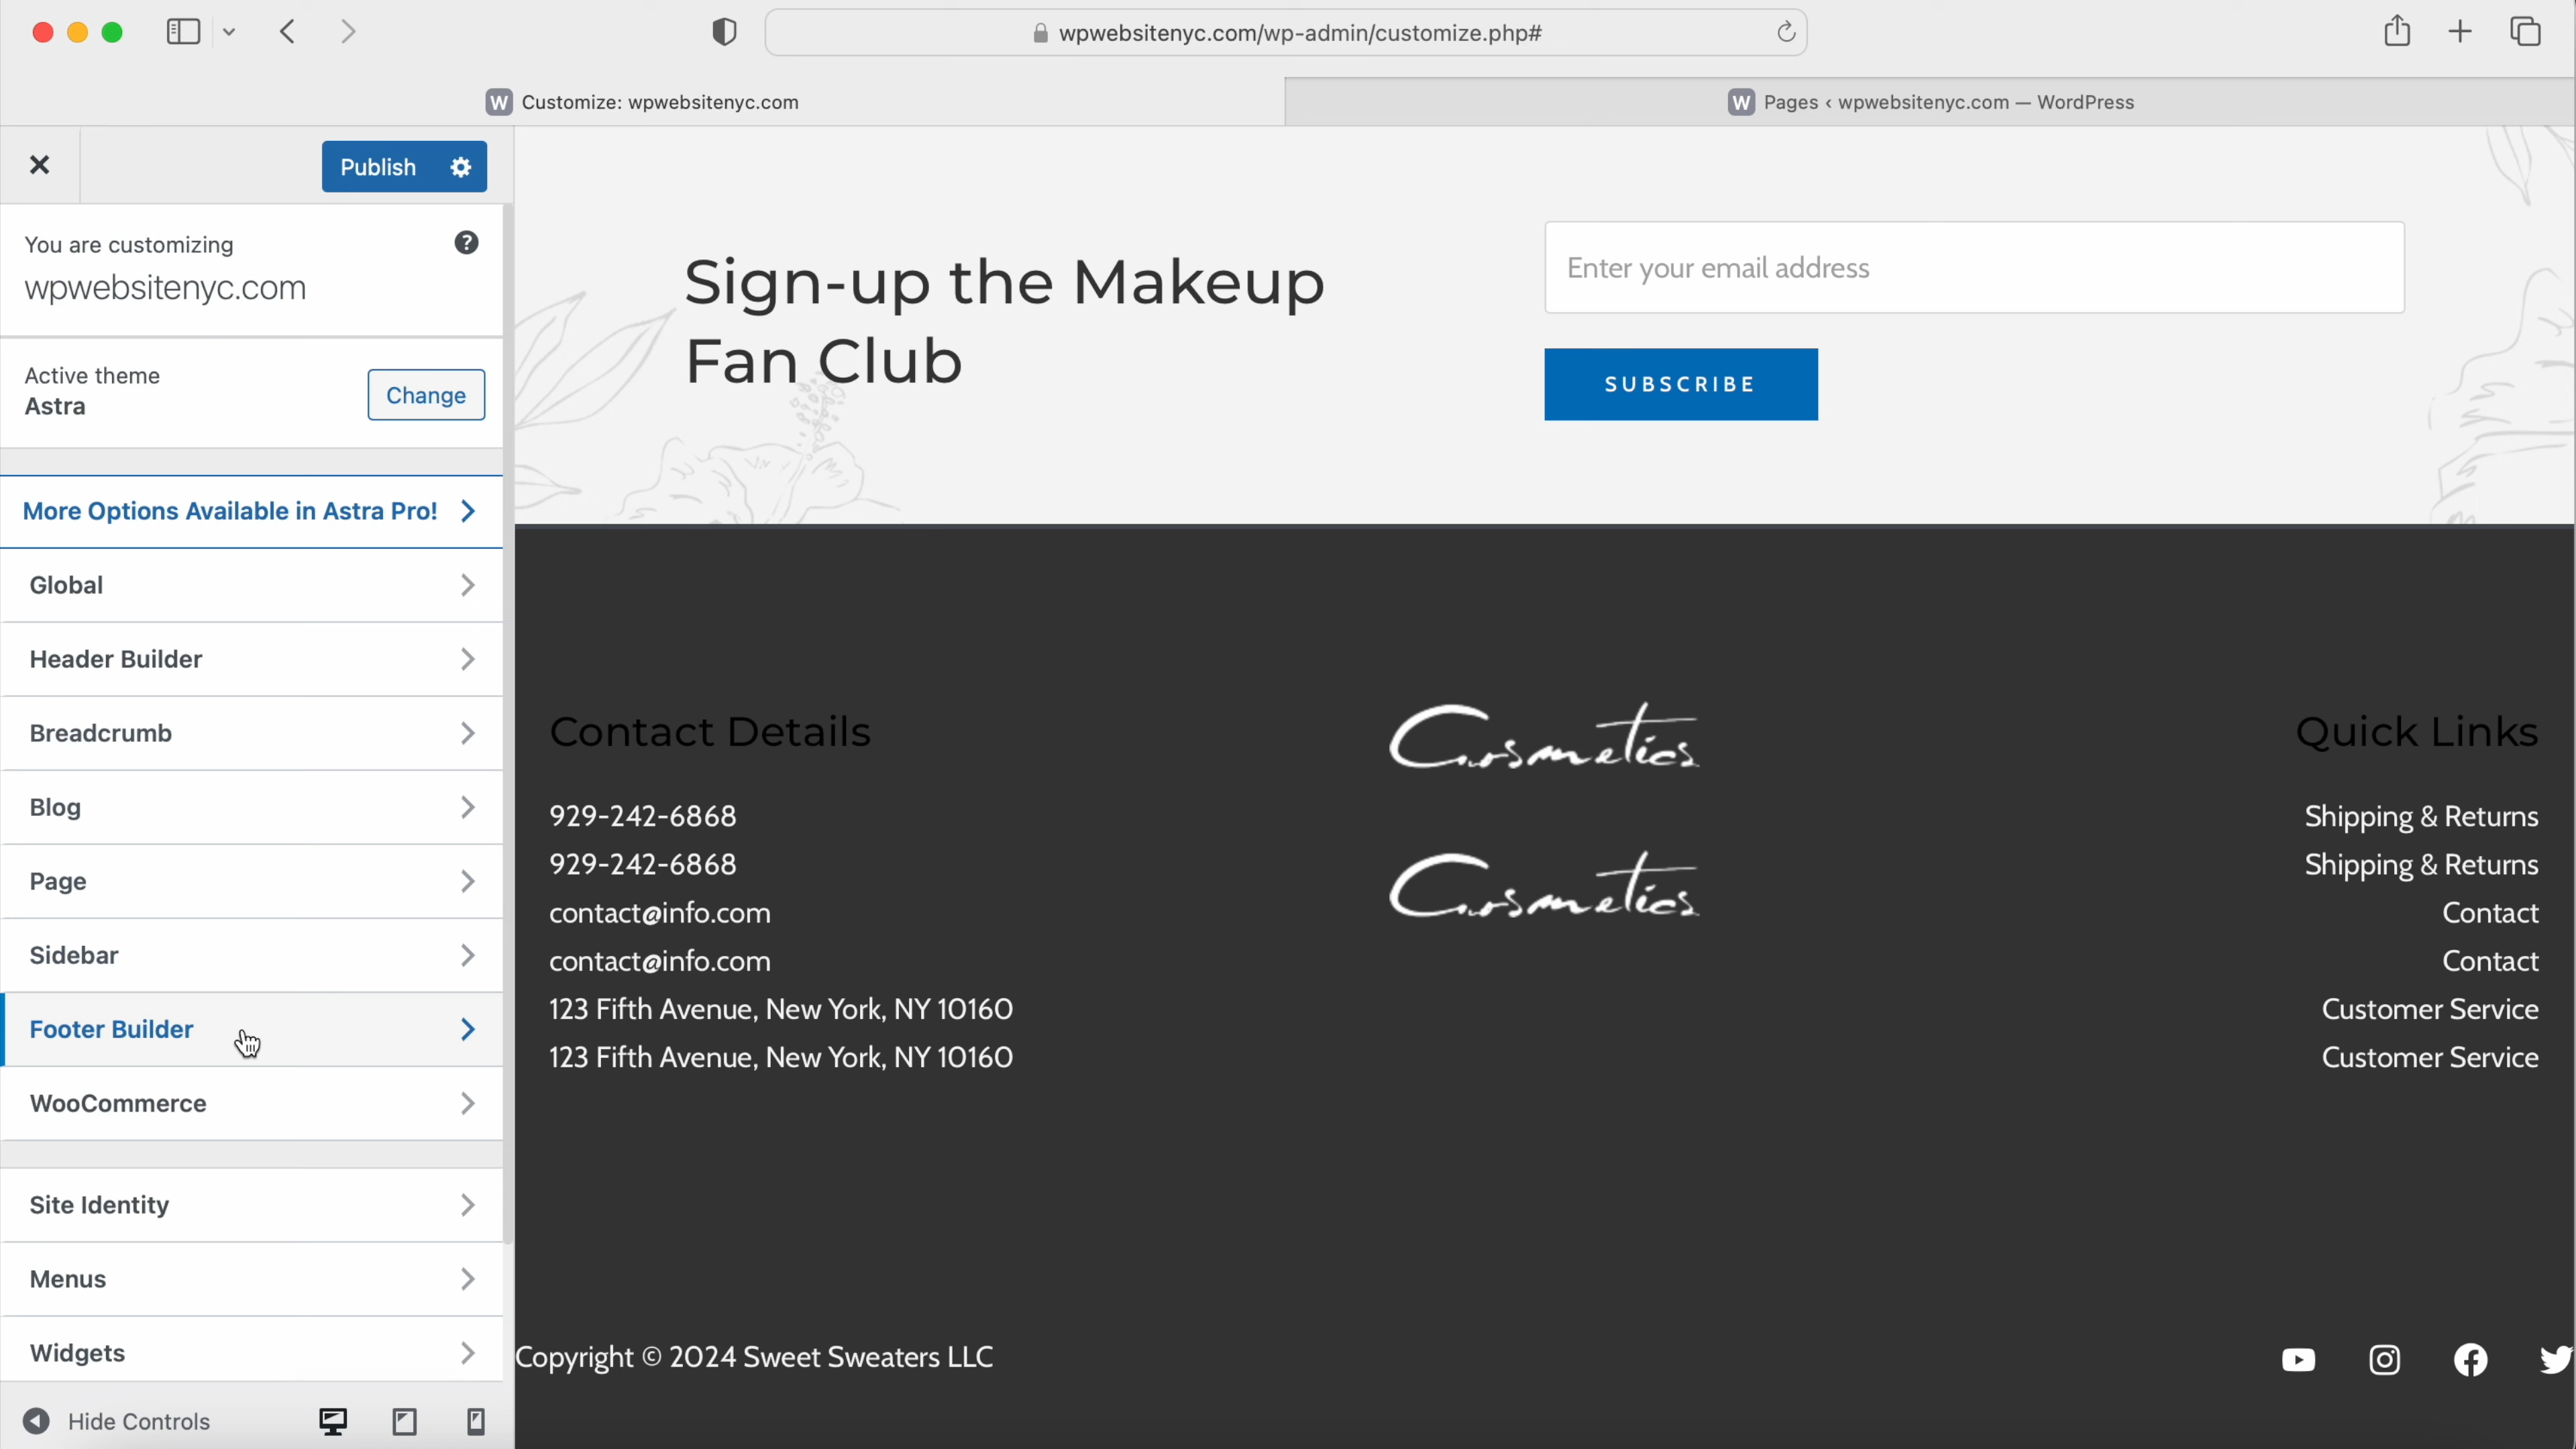 wpwebsitenyc.com/wp-admin/customize.php#
W Customize: wpwebsitenyc.com
W Pages ‹ wpwebsitenyc.com — WordPress
Publish
You are customizing
wpwebsitenyc.com
Active theme
Astra
Change
More Options Available in Astra Pro!
Global
Header Builder
Breadcrumb
Blog
Page
Sidebar
Footer Builder
WooCommerce
Site Identity
Menus
Widgets
Hide Controls
Sign-up the Makeup
Fan Club
Enter your email address
SUBSCRIBE
Contact Details
929-242-6868
929-242-6868
contact@info.com
contact@info.com
123 Fifth Avenue, New York, NY 10160
123 Fifth Avenue, New York, NY 10160
Cosmetics
Cosmetics
Quick Links
Shipping & Returns
Shipping & Returns
Contact
Contact
Customer Service
Customer Service
Copyright © 2024 Sweet Sweaters LLC